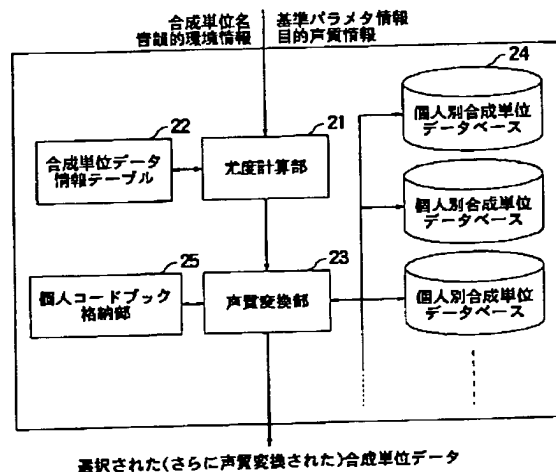 合成単位名
音韻的環境情報
基準パラメタ情報
目的声質情報
24
22
21
個人別合成単位
データベース
合成単位データ
情報テーブル
尤度計算部
個人別合成単位
データベース
25
23
個人コードブック
格納部
声質変換部
個人別合成単位
データベース
選択された(さらに声質変換された)合成単位データ